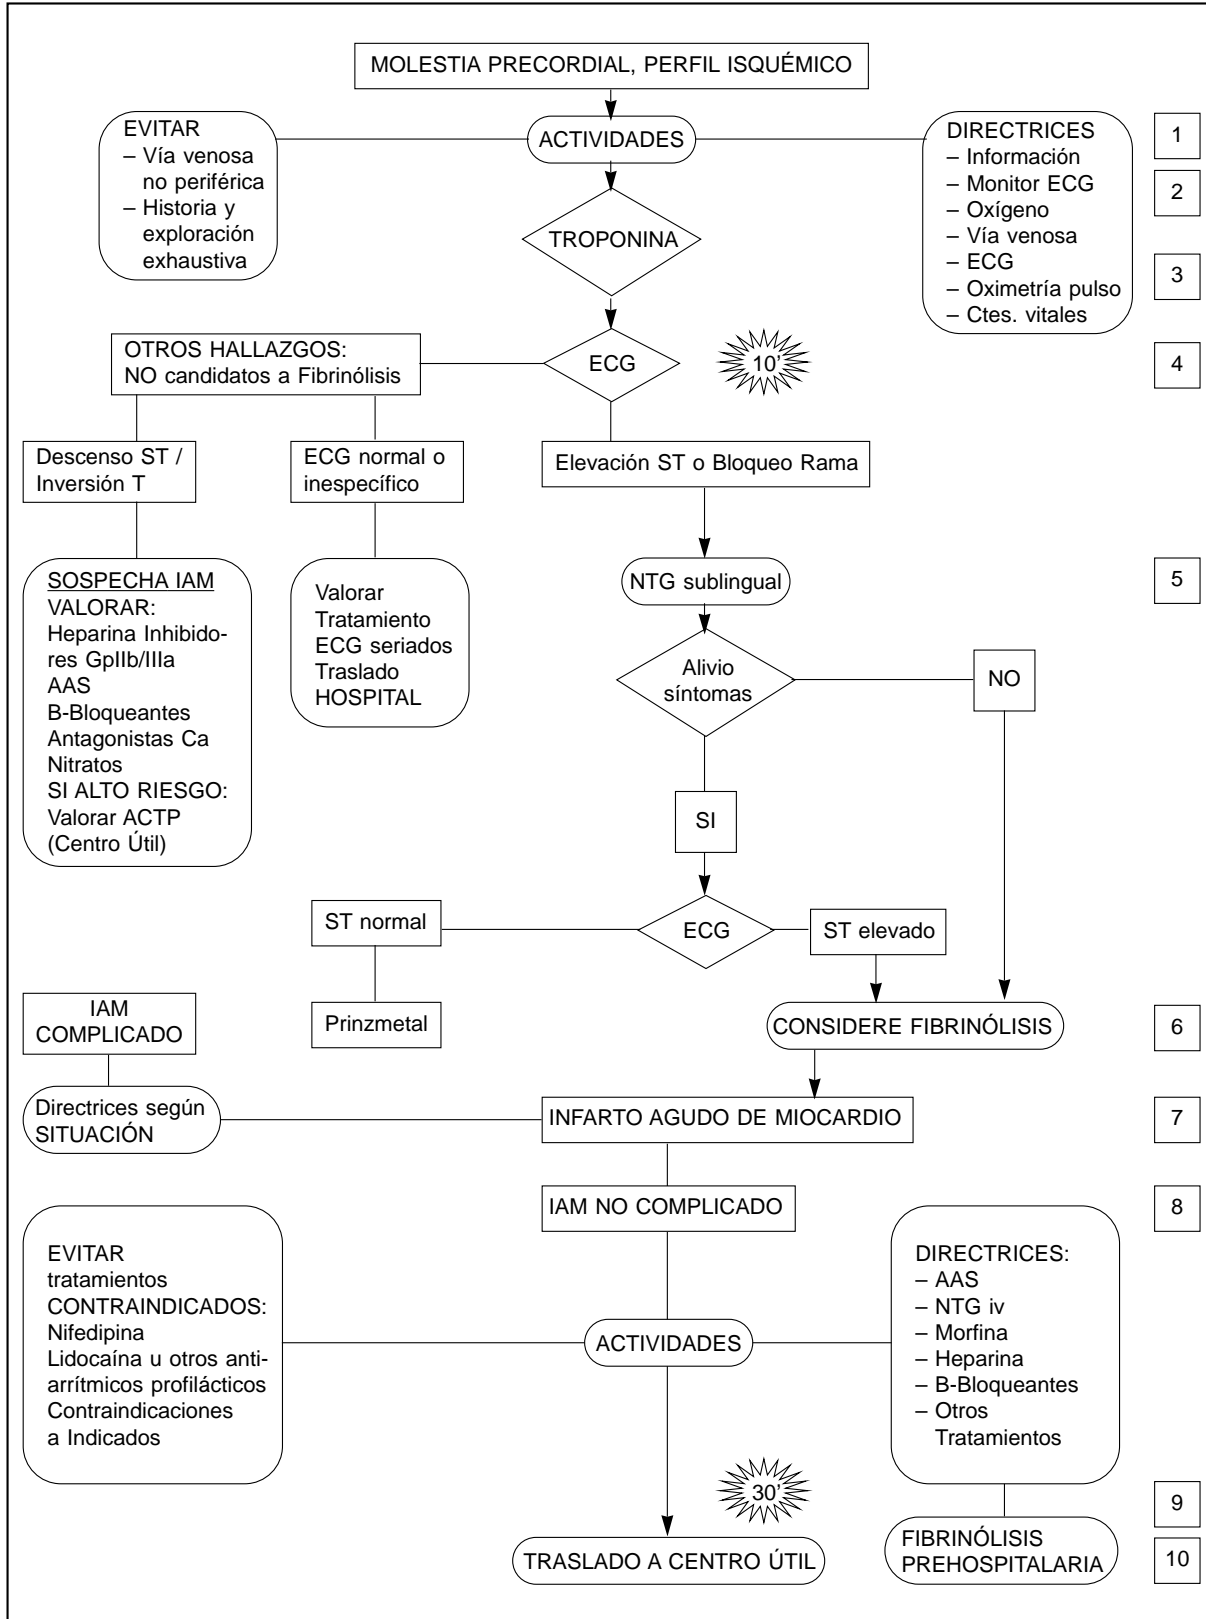 MOLESTIA PRECORDIAL, PERFIL ISQUÉMICO
EVITAR
– Vía venosa
no periférica
– Historia y
exploración
exhaustiva
ACTIVIDADES
DIRECTRICES
– Información
– Monitor ECG
– Oxígeno
– Vía venosa
– ECG
– Oximetría pulso
– Ctes. vitales
1
2
3
TROPONINA
OTROS HALLAZGOS:
NO candidatos a Fibrinólisis
ECG
10'
4
Descenso ST /
Inversión T
ECG normal o
inespecífico
Elevación ST o Bloqueo Rama
SOSPECHA IAM
VALORAR:
Heparina Inhibido-
res GpIIb/IIIa
AAS
B-Bloqueantes
Antagonistas Ca
Nitratos
SI ALTO RIESGO:
Valorar ACTP
(Centro Útil)
Valorar
Tratamiento
ECG seriados
Traslado
HOSPITAL
NTG sublingual
5
Alivio
síntomas
NO
SI
ST normal
ECG
ST elevado
Prinzmetal
IAM
COMPLICADO
CONSIDERE FIBRINÓLISIS
6
Directrices según
SITUACIÓN
INFARTO AGUDO DE MIOCARDIO
7
IAM NO COMPLICADO
8
EVITAR
tratamientos
CONTRAINDICADOS:
Nifedipina
Lidocaína u otros anti-
arrítmicos profilácticos
Contraindicaciones
a Indicados
ACTIVIDADES
DIRECTRICES:
– AAS
– NTG iv
– Morfina
– Heparina
– B-Bloqueantes
– Otros
Tratamientos
30'
9
TRASLADO A CENTRO ÚTIL
FIBRINÓLISIS
PREHOSPITALARIA
10